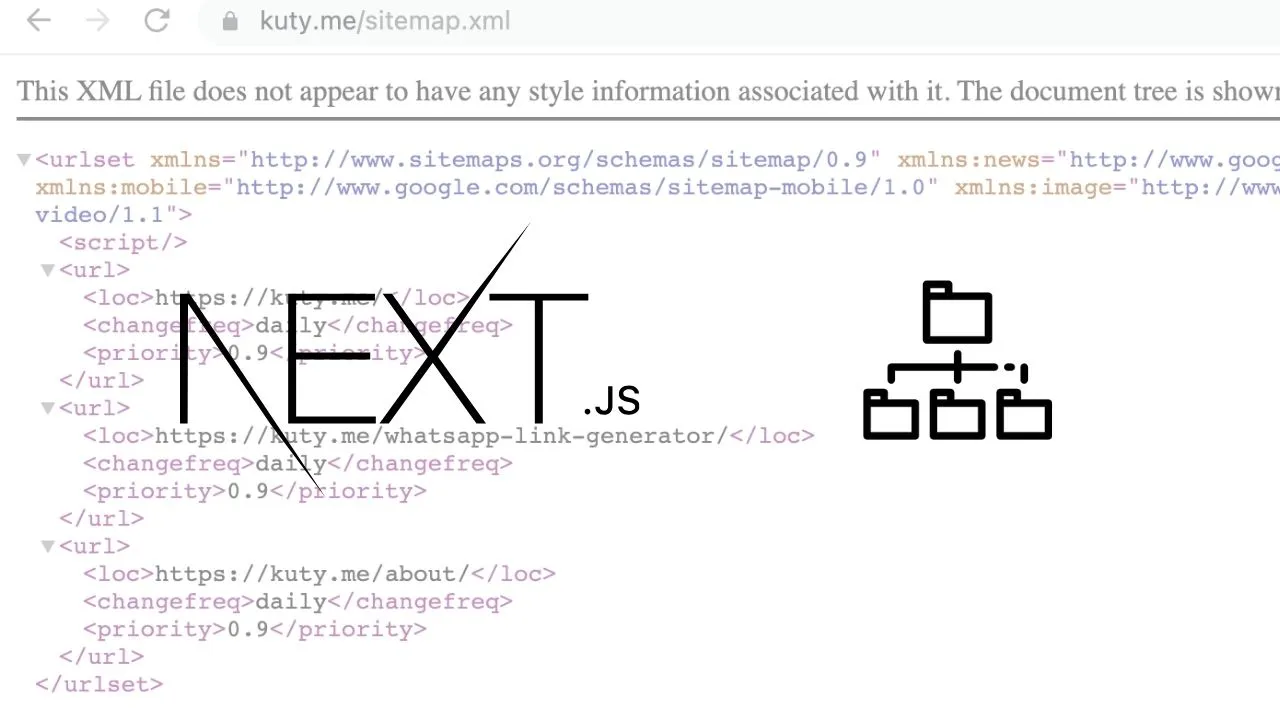 kuty.me/sitemap.xml
This XML file does not appear to have any style information associated with it. The document tree is shown
<urlset xmlns="http://www.sitemaps.org/schemas/sitemap/0.9" xmlns:news="http://www.goog
xmlns:mobile="http://www.google.com/schemas/sitemap-mobile/1.0" xmlns:image="http://www
video/1.1">
<script/>
<url>
<loc>https://kuty.me/</loc>
<changefreq>daily</changefreq>
<priority>0.9</priority>
</url>
NEXT.JS
<url>
<loc>https://kuty.me/whatsapp-link-generator/</loc>
<changefreq>daily</changefreq>
<priority>0.9</priority>
</url>
<url>
<loc>https://kuty.me/about/</loc>
<changefreq>daily</changefreq>
<priority>0.9</priority>
</url>
</urlset>